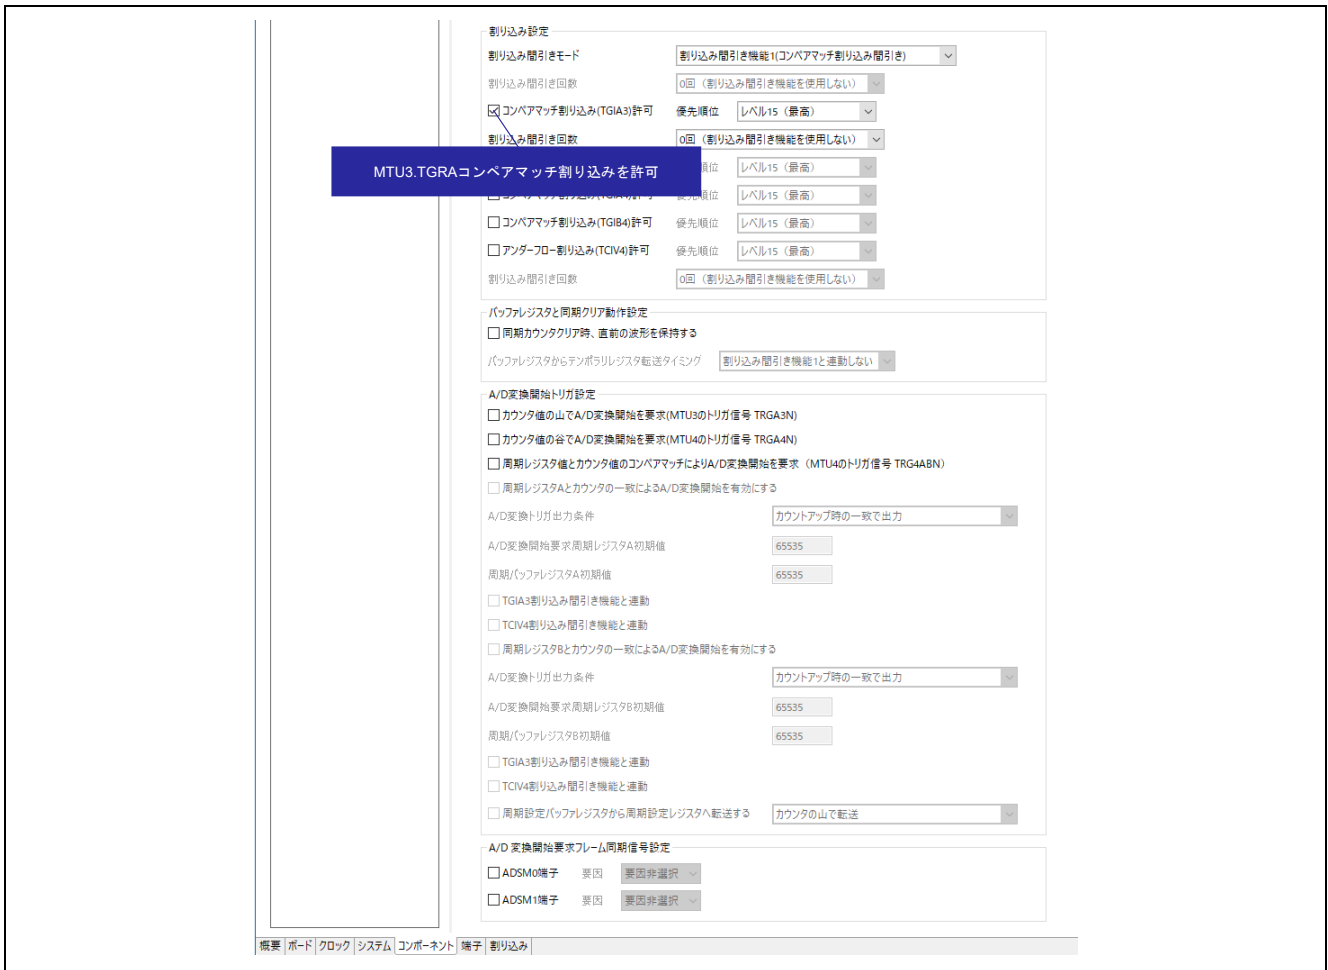 割り込み設定
割り込み間引きモード 割り込み間引き機能1(コンペアマッチ割り込み間引き)
割り込み間引き回数 0回（割り込み間引き機能を使用しない）
コンペアマッチ割り込み(TGIA3)許可 優先順位 レベル15（最高）
割り込み間引き回数 0回（割り込み間引き機能を使用しない）
MTU3.TGRAコンペアマッチ割り込みを許可
順位 レベル15（最高）
レベル15（最高）
コンペアマッチ割り込み(TGIB4)許可 優先順位 レベル15（最高）
アンダーフロー割り込み(TCIV4)許可 優先順位 レベル15（最高）
割り込み間引き回数 0回（割り込み間引き機能を使用しない）
バッファレジスタと同期クリア動作設定
同期カウンタクリア時、直前の波形を保持する
バッファレジスタからテンポラリレジスタ転送タイミング 割り込み間引き機能1と連動しない
A/D変換開始トリガ設定
カウンタ値の山でA/D変換開始を要求(MTU3のトリガ信号 TRGA3N)
カウンタ値の谷でA/D変換開始を要求(MTU4のトリガ信号 TRGA4N)
周期レジスタ値とカウンタ値のコンペアマッチによりA/D変換開始を要求（MTU4のトリガ信号 TRG4ABN）
周期レジスタAとカウンタの一致によるA/D変換開始を有効にする
A/D変換トリガ出力条件 カウントアップ時の一致で出力
A/D変換開始要求周期レジスタA初期値 65535
周期バッファレジスタA初期値 65535
TGIA3割り込み間引き機能と連動
TCIV4割り込み間引き機能と連動
周期レジスタBとカウンタの一致によるA/D変換開始を有効にする
A/D変換トリガ出力条件 カウントアップ時の一致で出力
A/D変換開始要求周期レジスタB初期値 65535
周期バッファレジスタB初期値 65535
TGIA3割り込み間引き機能と連動
TCIV4割り込み間引き機能と連動
周期設定バッファレジスタから周期設定レジスタへ転送する カウンタの山で転送
A/D 変換開始要求フレーム同期信号設定
ADSM0端子 要因 要因非選択
ADSM1端子 要因 要因非選択
概要 ボード クロック システム コンポーネント 端子 割り込み